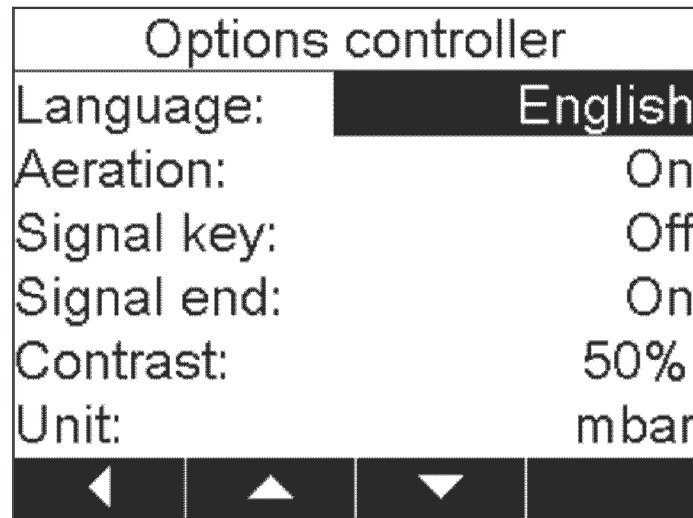 Options controller
Language: English
Aeration: On
Signal key: Off
Signal end: On
Contrast: 50%
Unit: mbar